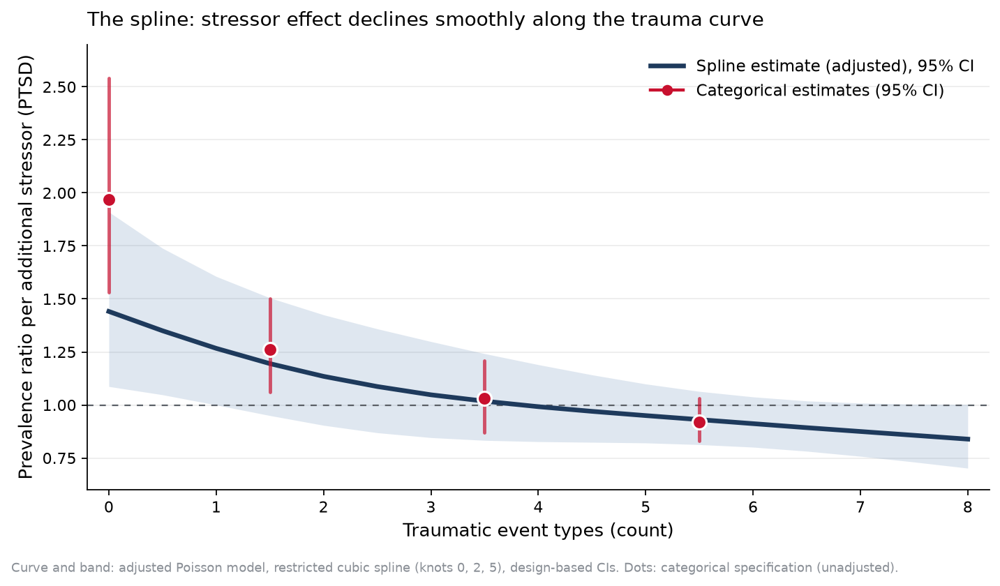 The spline: stressor effect declines smoothly along the trauma curve
Prevalence ratio per additional stressor (PTSD)
2.50
2.25
2.00
1.75
1.50
1.25
1.00
0.75
Spline estimate (adjusted), 95% CI
Categorical estimates (95% CI)
0 1 2 3 4 5 6 7 8
Traumatic event types (count)
Curve and band: adjusted Poisson model, restricted cubic spline (knots 0, 2, 5), design-based CIs. Dots: categorical specification (unadjusted).